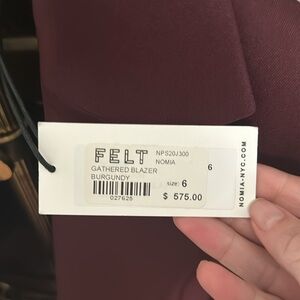 FELT
NPS20J300
NOMIA
GATHERED BLAZER
BURGUNDY
6
size: 6
027625
$ 575.00
NOMIA-NYC.COM